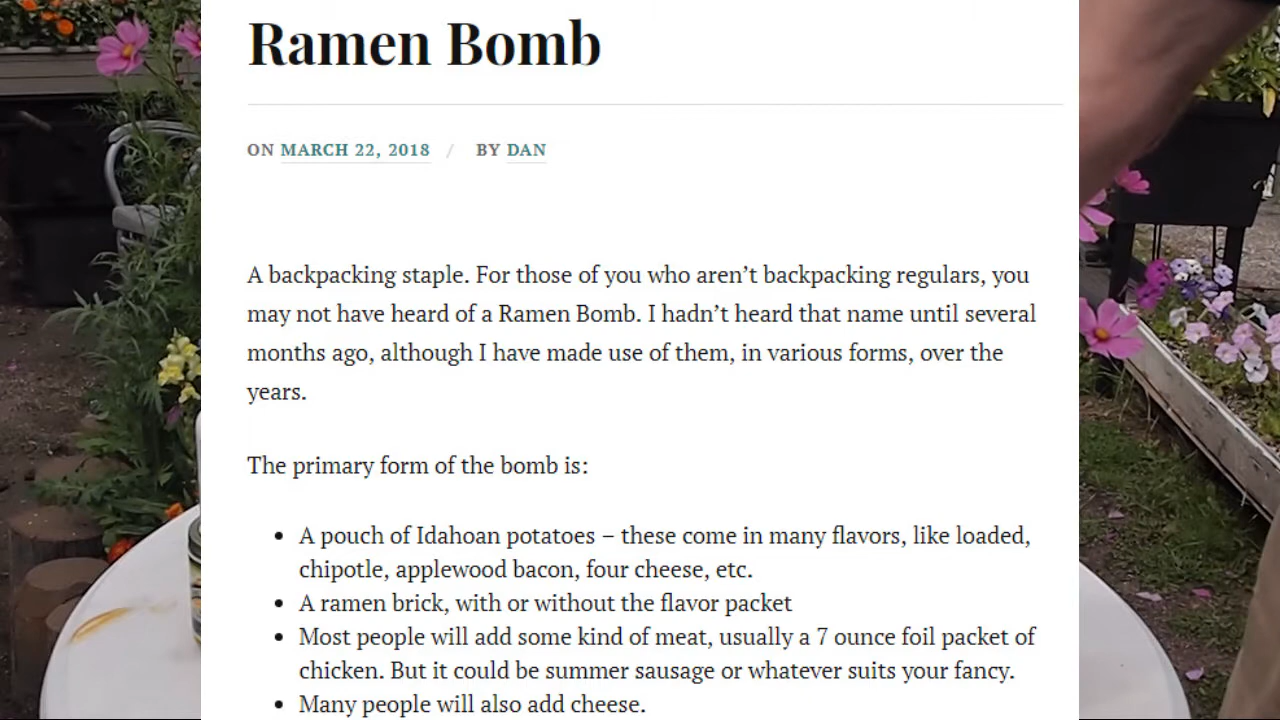 Ramen Bomb
ON MARCH 22, 2018 / BY DAN
A backpacking staple. For those of you who aren’t backpacking regulars, you
may not have heard of a Ramen Bomb. I hadn’t heard that name until several
months ago, although I have made use of them, in various forms, over the
years.
The primary form of the bomb is:
• A pouch of Idahoan potatoes – these come in many flavors, like loaded,
chipotle, applewood bacon, four cheese, etc.
• A ramen brick, with or without the flavor packet
• Most people will add some kind of meat, usually a 7 ounce foil packet of
chicken. But it could be summer sausage or whatever suits your fancy.
• Many people will also add cheese.